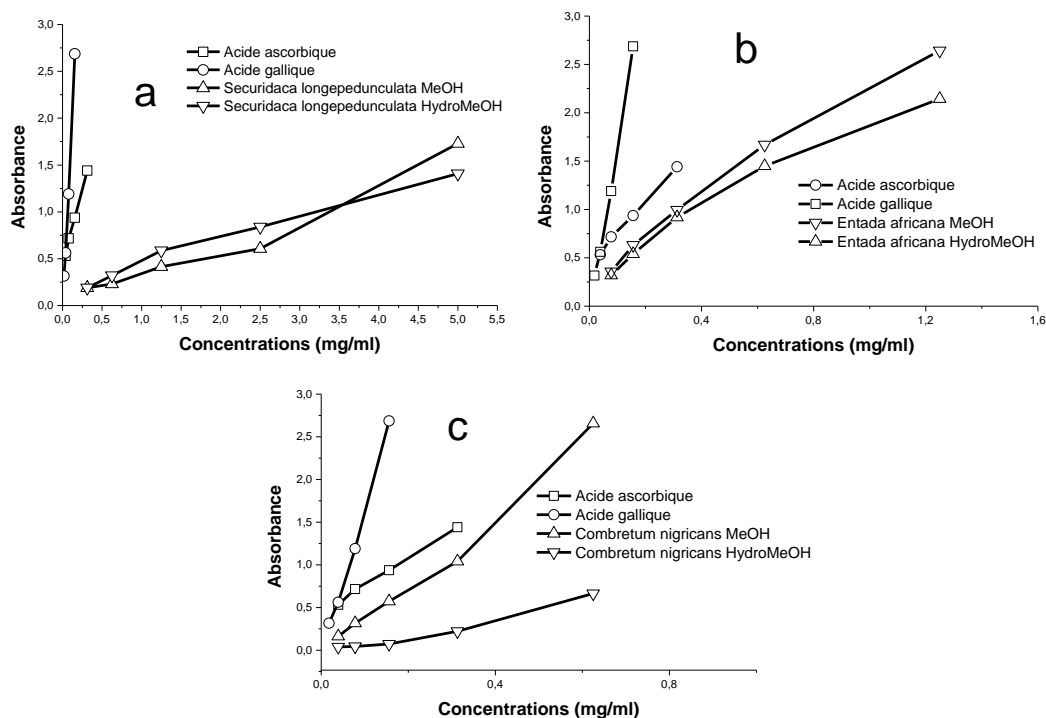 a
3,0
2,5
2,0
1,5
1,0
0,5
0,0
Absorbance
Acide ascorbique
Acide gallique
Securidaca longepedunculata MeOH
Securidaca longepedunculata HydroMeOH
0,0 0,5 1,0 1,5 2,0 2,5 3,0 3,5 4,0 4,5 5,0 5,5
Concentrations (mg/ml)
b
3,0
2,5
2,0
1,5
1,0
0,5
0,0
Absorbance
Acide ascorbique
Acide gallique
Entada africana MeOH
Entada africana HydroMeOH
0,0 0,4 0,8 1,2 1,6
Concentrations (mg/ml)
c
3,0
2,5
2,0
1,5
1,0
0,5
0,0
Absorbance
Acide ascorbique
Acide gallique
Combretum nigricans MeOH
Combretum nigricans HydroMeOH
0,0 0,4 0,8
Concentrations (mg/ml)